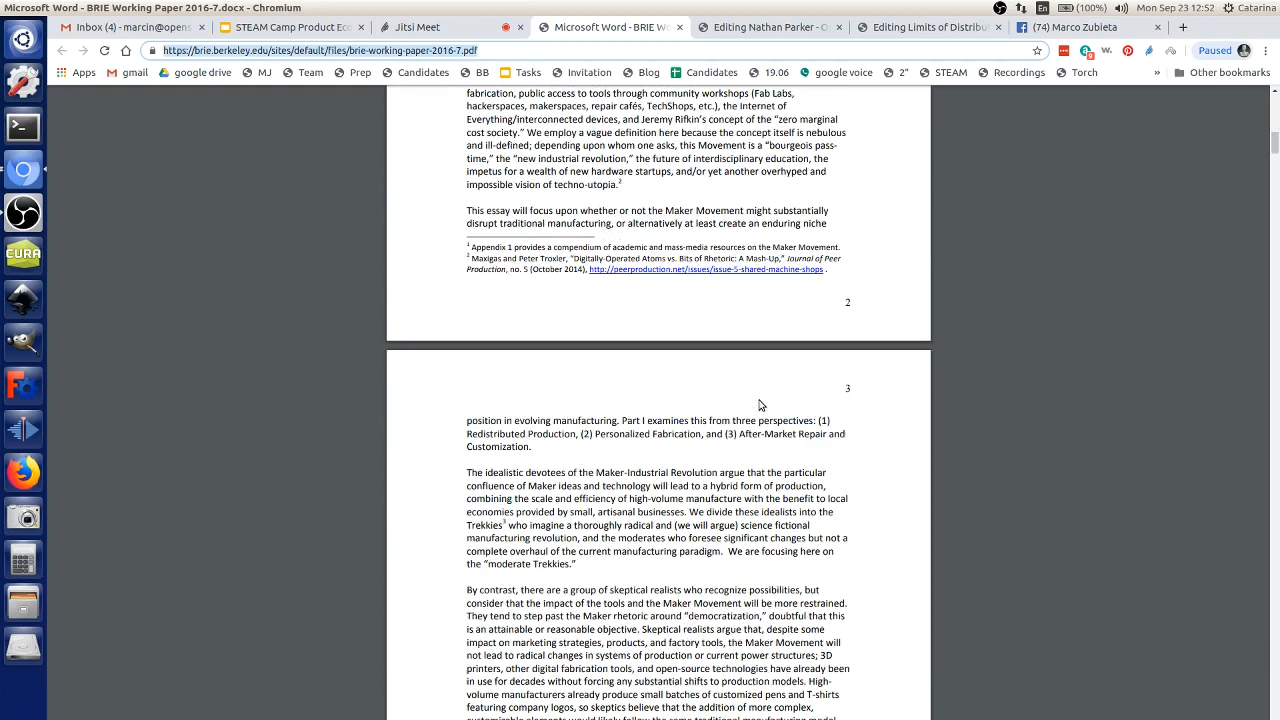 Microsoft Word - BRIE Working Paper 2016-7.docx - Chromium
En (100%) Mon Sep 23 12:52 Catarina
Inbox (4) - marcin@opens
STEAM Camp Product Eco
Jitsi Meet
Microsoft Word - BRIE Wo
Editing Nathan Parker - O
Editing Limits of Distribut
(74) Marco Zubieta
https://brie.berkeley.edu/sites/default/files/brie-working-paper-2016-7.pdf
Paused
Apps gmail google drive MJ Team Prep Candidates BB Tasks Invitation Blog Candidates 19.06 google voice 2" STEAM Recordings Torch » Other bookmarks
fabrication, public access to tools through community workshops (Fab Labs,
hackerspaces, makerspaces, repair cafés, TechShops, etc.), the Internet of
Everything/interconnected devices, and Jeremy Rifkin's concept of the “zero marginal
cost society.” We employ a vague definition here because the concept itself is nebulous
and ill-defined; depending upon whom one asks, this Movement is a “bourgeois pass-
time,” the “new industrial revolution,” the future of interdisciplinary education, the
impetus for a wealth of new hardware startups, and/or yet another overhyped and
impossible vision of techno-utopia.2
This essay will focus upon whether or not the Maker Movement might substantially
disrupt traditional manufacturing, or alternatively at least create an enduring niche
1 Appendix 1 provides a compendium of academic and mass-media resources on the Maker Movement.
2 Maxigas and Peter Troxler, “Digitally-Operated Atoms vs. Bits of Rhetoric: A Mash-Up,” Journal of Peer
Production, no. 5 (October 2014), http://peerproduction.net/issues/issue-5-shared-machine-shops .
2
3
position in evolving manufacturing. Part I examines this from three perspectives: (1)
Redistributed Production, (2) Personalized Fabrication, and (3) After-Market Repair and
Customization.
The idealistic devotees of the Maker-Industrial Revolution argue that the particular
confluence of Maker ideas and technology will lead to a hybrid form of production,
combining the scale and efficiency of high-volume manufacture with the benefit to local
economies provided by small, artisanal businesses. We divide these idealists into the
Trekkies3 who imagine a thoroughly radical and (we will argue) science fictional
manufacturing revolution, and the moderates who foresee significant changes but not a
complete overhaul of the current manufacturing paradigm. We are focusing here on
the “moderate Trekkies.”
By contrast, there are a group of skeptical realists who recognize possibilities, but
consider that the impact of the tools and the Maker Movement will be more restrained.
They tend to step past the Maker rhetoric around “democratization,” doubtful that this
is an attainable or reasonable objective. Skeptical realists argue that, despite some
impact on marketing strategies, products, and factory tools, the Maker Movement will
not lead to radical changes in systems of production or current power structures; 3D
printers, other digital fabrication tools, and open-source technologies have already been
in use for decades without forcing any substantial shifts to production models. High-
volume manufacturers already produce small batches of customized pens and T-shirts
featuring company logos, so skeptics believe that the addition of more complex,
customizable elements would likely follow the same traditional manufacturing model
CURA